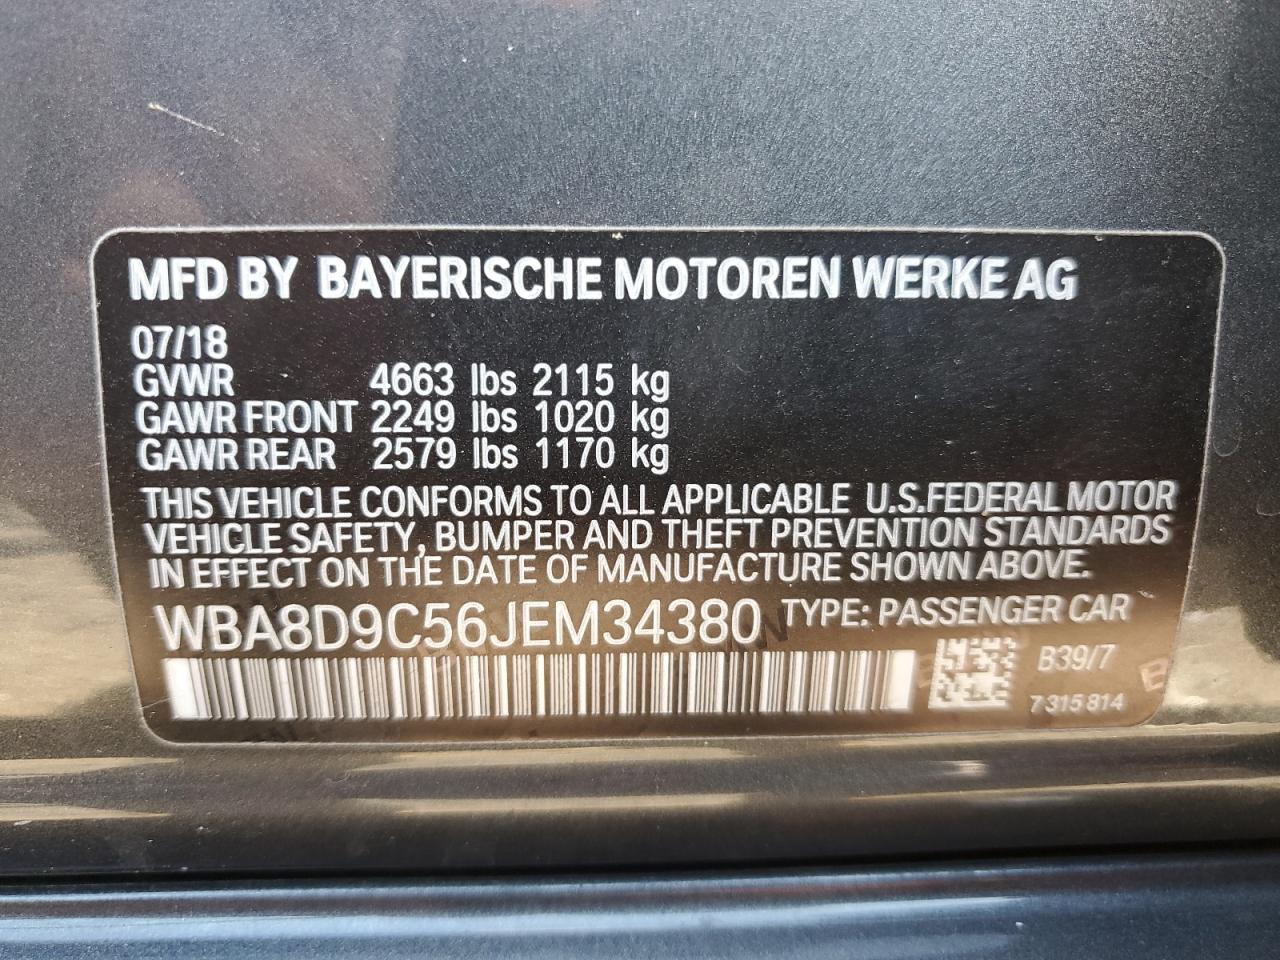 MFD BY BAYERISCHE MOTOREN WERKE AG
07/18
GVWR 4663 lbs 2115 kg
GAWR FRONT 2249 lbs 1020 kg
GAWR REAR 2579 lbs 1170 kg
THIS VEHICLE CONFORMS TO ALL APPLICABLE U.S.FEDERAL MOTOR
VEHICLE SAFETY, BUMPER AND THEFT PREVENTION STANDARDS
IN EFFECT ON THE DATE OF MANUFACTURE SHOWN ABOVE.
WBA8D9C56JEM34380 TYPE: PASSENGER CAR
B39/7
7 315 814